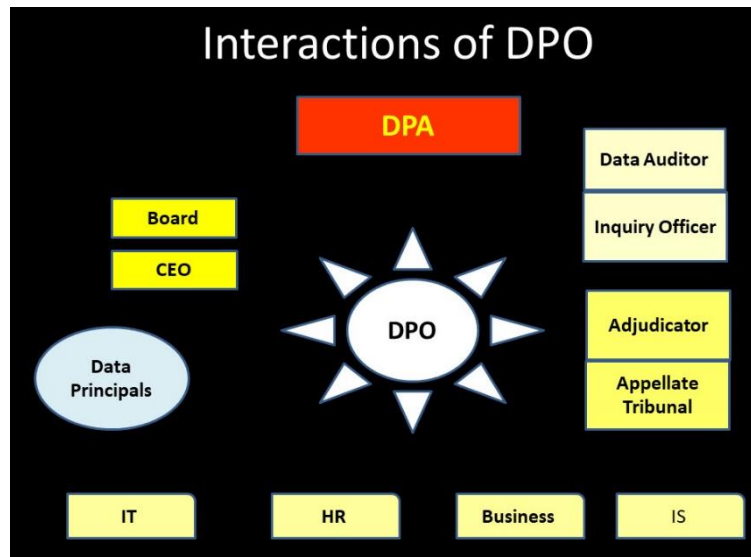 Interactions of DPO
DPA
Data Auditor
Inquiry Officer
Board
CEO
DPO
Adjudicator
Appellate
Tribunal
Data
Principals
IT
HR
Business
IS